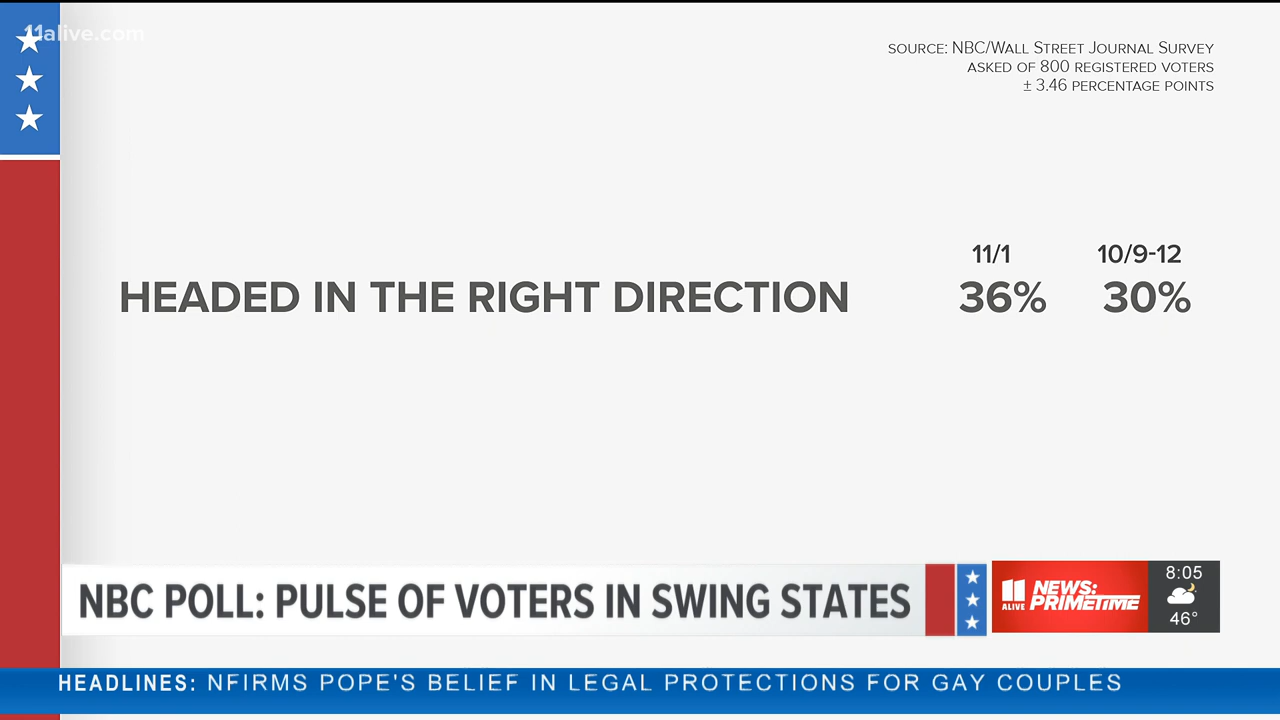 11alive.com
SOURCE: NBC/WALL STREET JOURNAL SURVEY
ASKED OF 800 REGISTERED VOTERS
± 3.46 PERCENTAGE POINTS
11/1 10/9-12
HEADED IN THE RIGHT DIRECTION 36% 30%
NBC POLL: PULSE OF VOTERS IN SWING STATES
11 ALIVE NEWS: PRIMETIME
8:05
46°
HEADLINES: NFIRMS POPE'S BELIEF IN LEGAL PROTECTIONS FOR GAY COUPLES